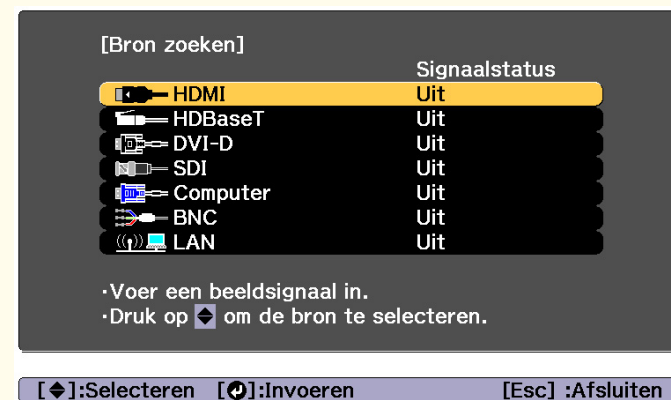 [Bron zoeken]
Signaalstatus
HDMI Uit
HDBaseT Uit
DVI-D Uit
SDI Uit
Computer Uit
BNC Uit
LAN Uit
·Voer een beeldsignaal in.
·Druk op ◆ om de bron te selecteren.
[◆]:Selecteren [↵]:Invoeren [Esc] :Afsluiten